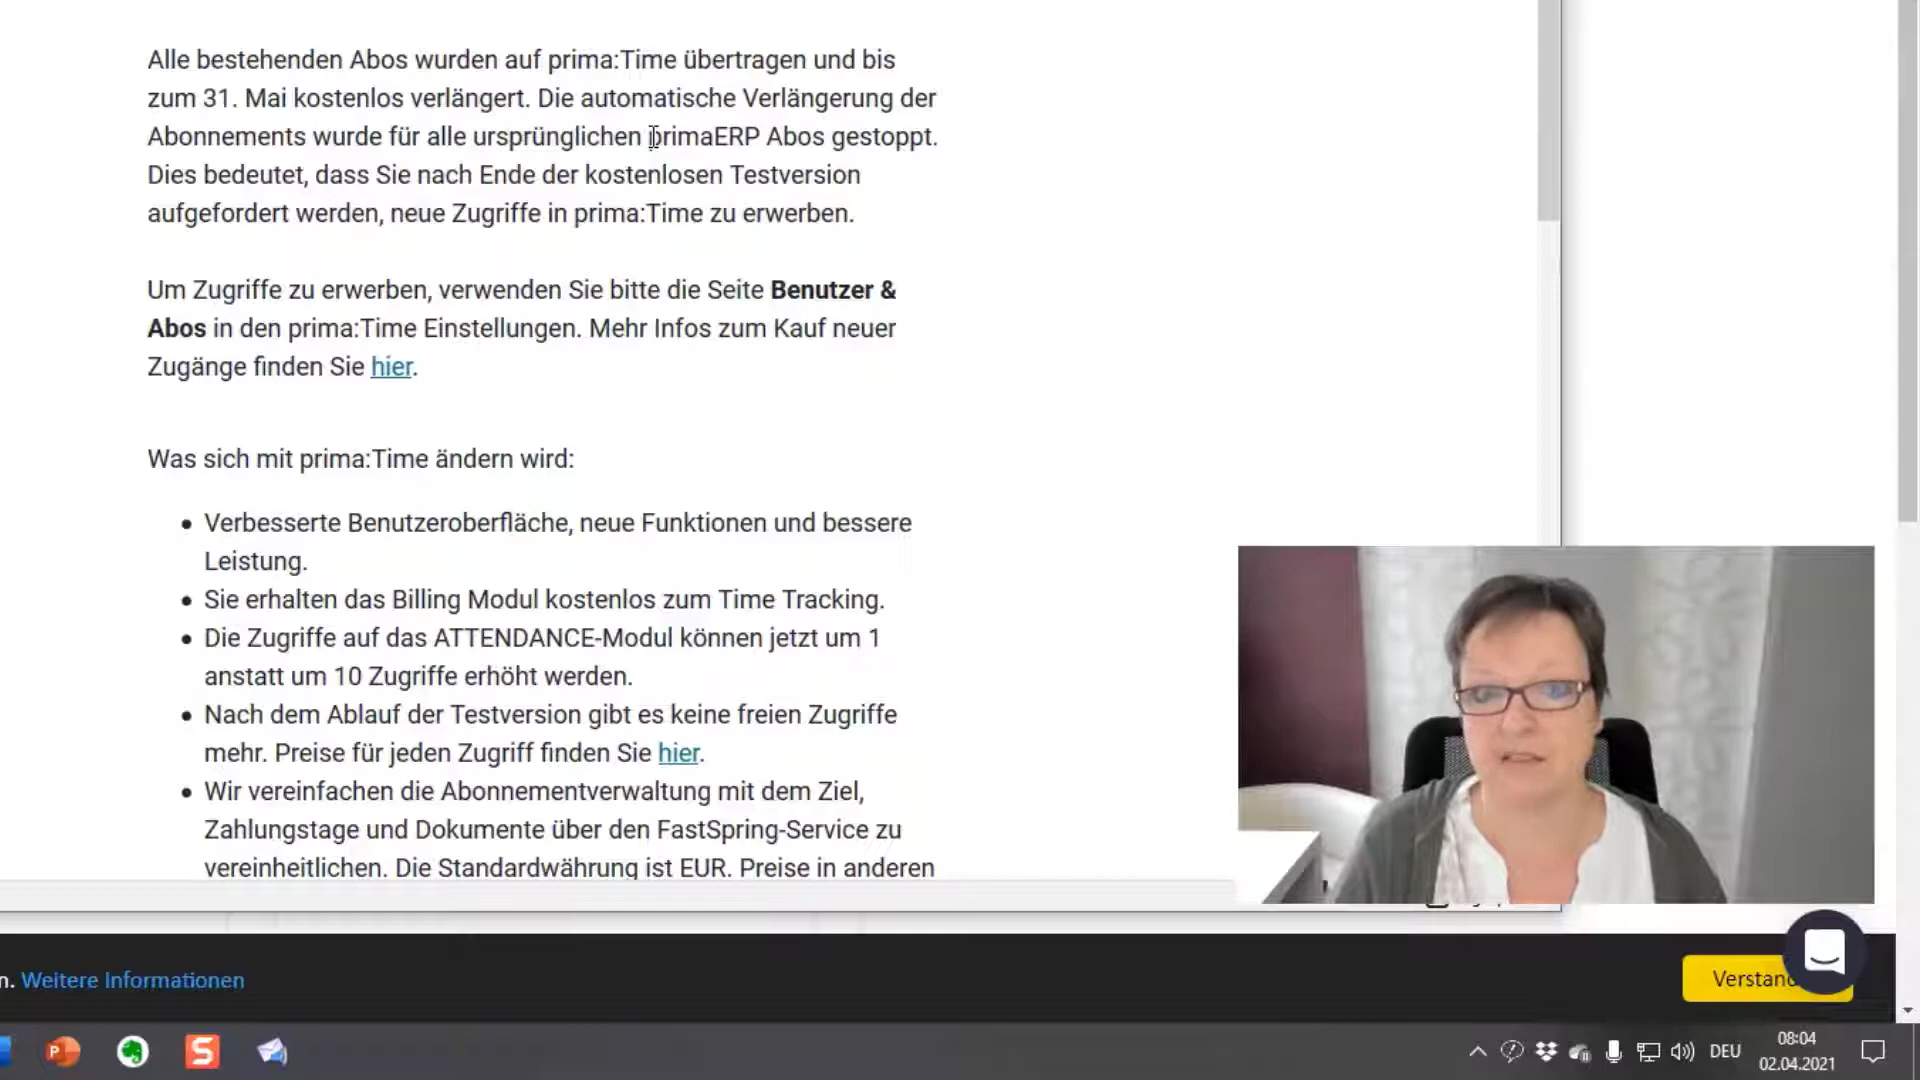 Alle bestehenden Abos wurden auf prima:Time übertragen und bis
zum 31. Mai kostenlos verlängert. Die automatische Verlängerung der
Abonnements wurde für alle ursprünglichen primaERP Abos gestoppt.
Dies bedeutet, dass Sie nach Ende der kostenlosen Testversion
aufgefordert werden, neue Zugriffe in prima:Time zu erwerben.
Um Zugriffe zu erwerben, verwenden Sie bitte die Seite Benutzer &
Abos in den prima:Time Einstellungen. Mehr Infos zum Kauf neuer
Zugänge finden Sie hier.
Was sich mit prima:Time ändern wird:
• Verbesserte Benutzeroberfläche, neue Funktionen und bessere
Leistung.
• Sie erhalten das Billing Modul kostenlos zum Time Tracking.
• Die Zugriffe auf das ATTENDANCE-Modul können jetzt um 1
anstatt um 10 Zugriffe erhöht werden.
• Nach dem Ablauf der Testversion gibt es keine freien Zugriffe
mehr. Preise für jeden Zugriff finden Sie hier.
• Wir vereinfachen die Abonnementverwaltung mit dem Ziel,
Zahlungstage und Dokumente über den FastSpring-Service zu
vereinheitlichen. Die Standardwährung ist EUR. Preise in anderen
n. Weitere Informationen
Verstand
P
S
DEU
08:04
02.04.2021